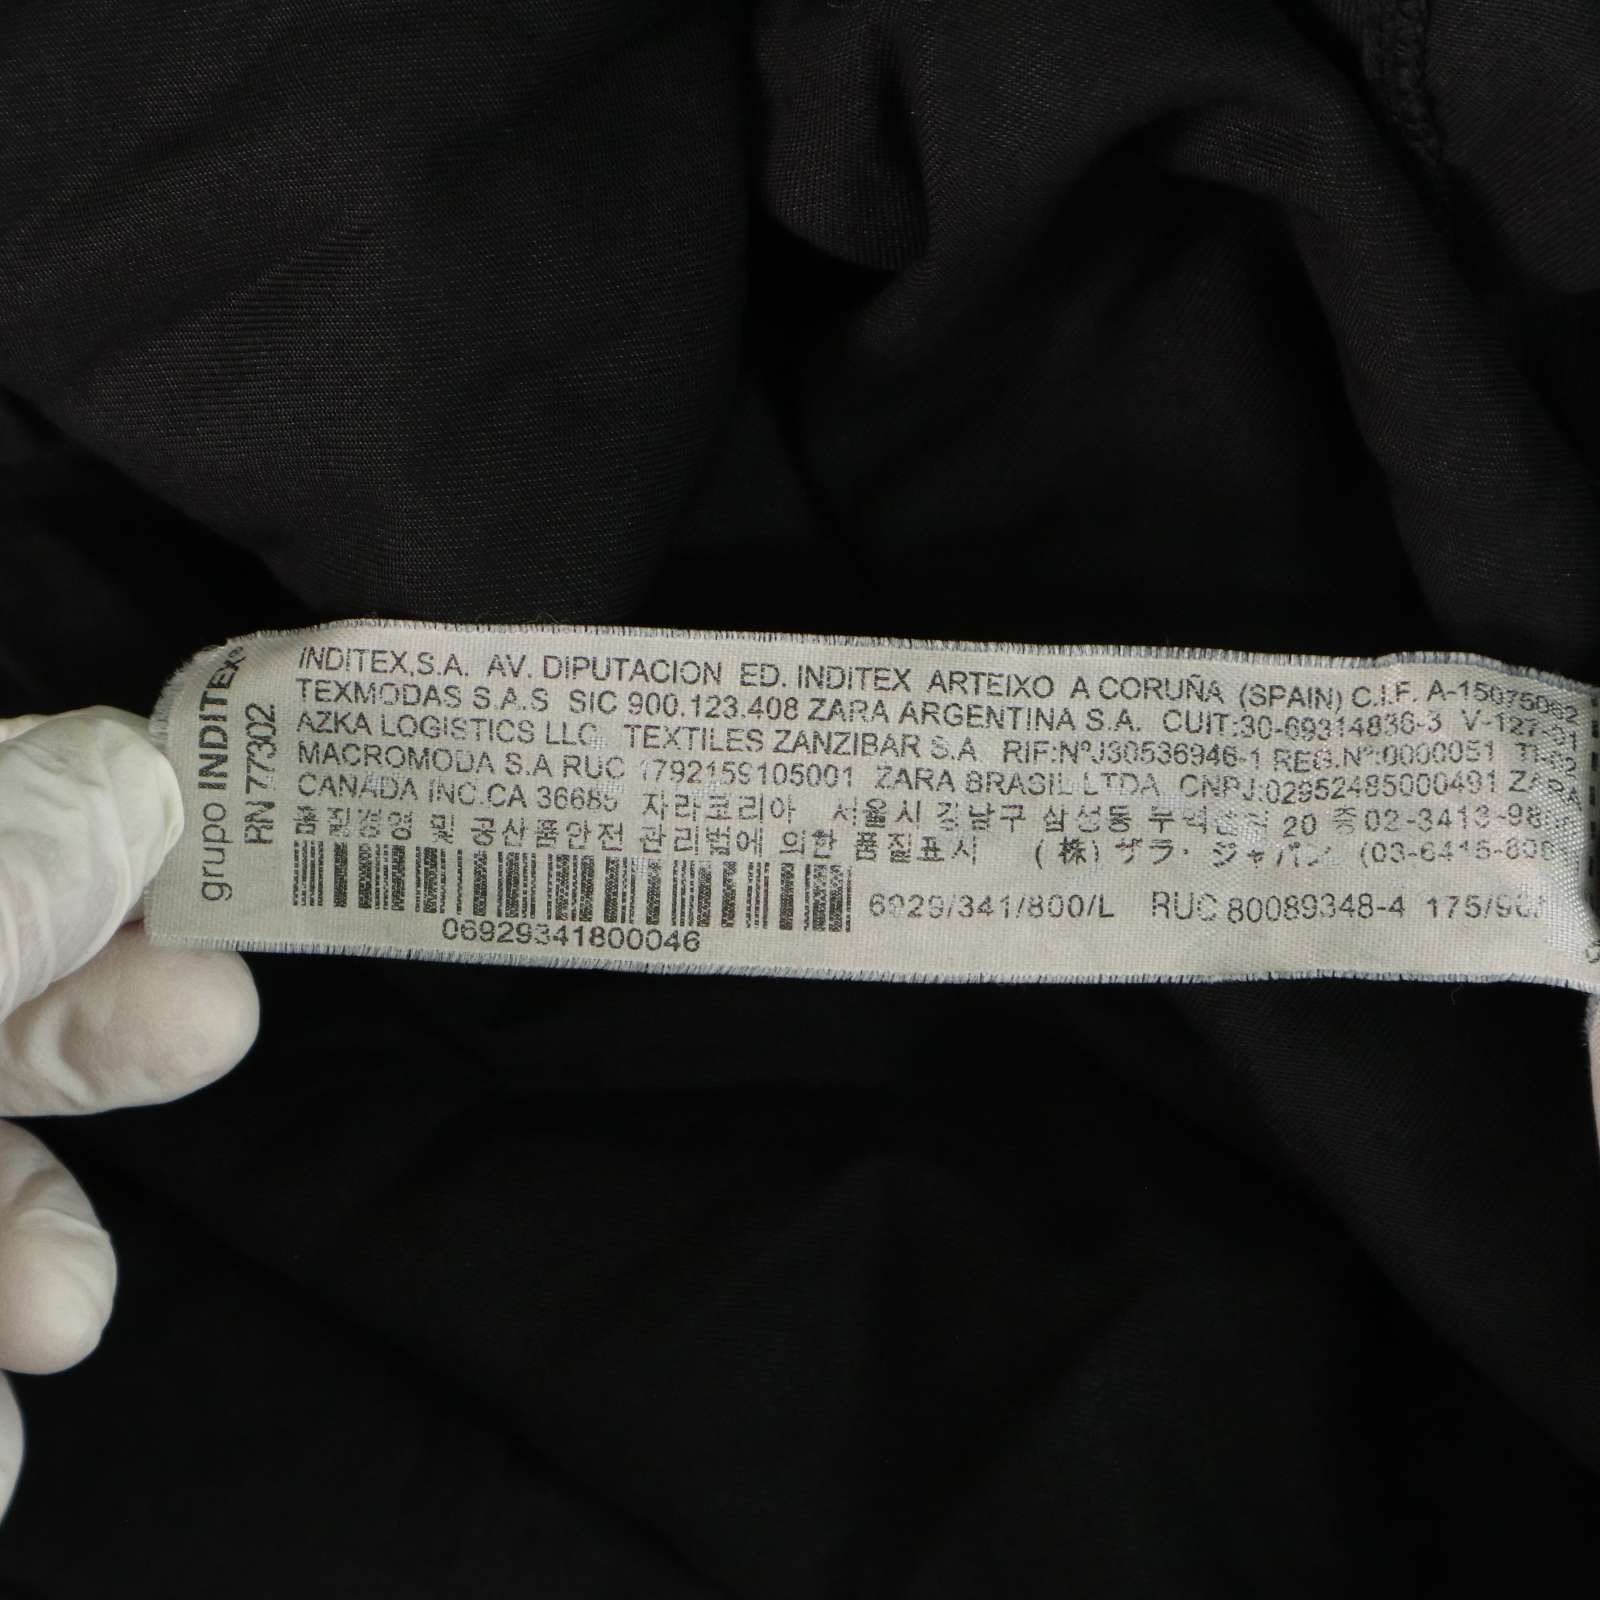 grupo INDITEX®
RN 77302
INDITEX,S.A. AV. DIPUTACION ED. INDITEX ARTEIXO A CORUÑA (SPAIN) C.I.F. A-15075062
TEXMODAS S.A.S SIC 900.123.408 ZARA ARGENTINA S.A. CUIT:30-69314836-3 V-127-01
AZKA LOGISTICS LLC. TEXTILES ZANZIBAR S.A. RIF:NºJ30536946-1 REG.Nº:0000051
MACROMODA S.A RUC 1792159105001 ZARA BRASIL LTDA. CNPJ:02952485000491 ZARA
CANADA INC.CA 36685 자라코리아 서울시 강남구 삼성동 20 02-3413-98
품질경영 및 공산품안전 관리법에 의한 품질표시 (株) ザラ・ジャパン
6929/341/800/L RUC 80089348-4
06929341800046